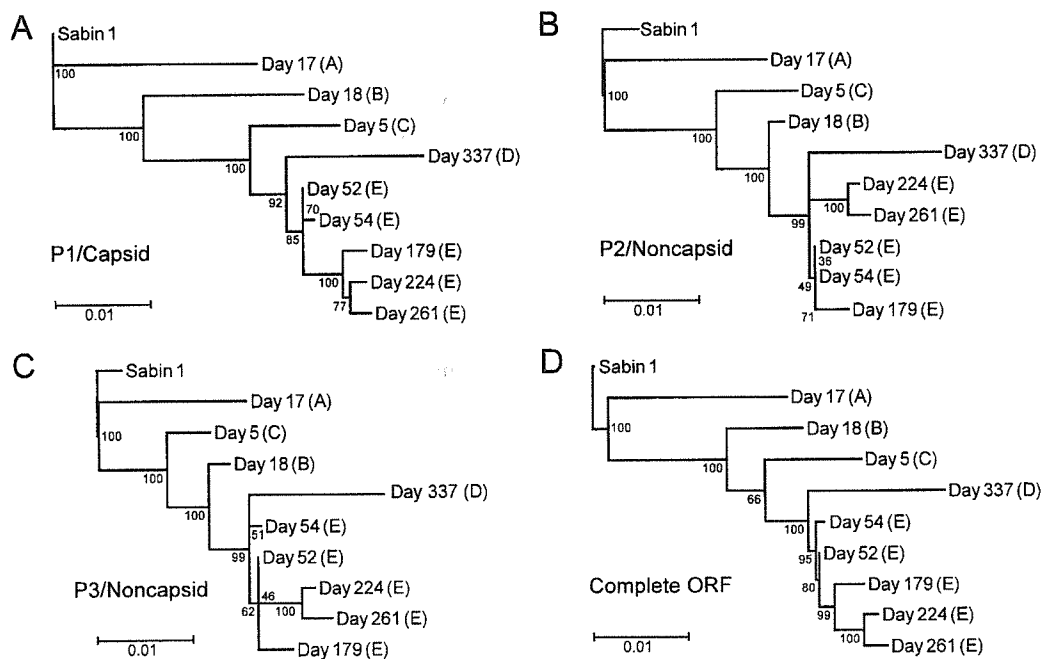 A
Sabin 1
Day 17 (A)
100
Day 18 (B)
100
Day 5 (C)
100
Day 337 (D)
92
Day 52 (E)
70
Day 54 (E)
85
Day 179 (E)
100
Day 224 (E)
77
Day 261 (E)
P1/Capsid
0.01
B
Sabin 1
Day 17 (A)
100
Day 5 (C)
100
Day 18 (B)
100
Day 337 (D)
Day 224 (E)
100
Day 261 (E)
99
Day 52 (E)
36
Day 54 (E)
49
Day 179 (E)
71
P2/Noncapsid
0.01
C
Sabin 1
Day 17 (A)
100
Day 5 (C)
100
Day 18 (B)
100
Day 337 (D)
Day 54 (E)
51
99
Day 52 (E)
46
Day 224 (E)
62
100
Day 261 (E)
Day 179 (E)
P3/Noncapsid
0.01
D
Sabin 1
Day 17 (A)
100
Day 18 (B)
100
Day 5 (C)
66
Day 337 (D)
100
Day 54 (E)
95
Day 52 (E)
80
Day 179 (E)
99
Day 224 (E)
100
Day 261 (E)
Complete ORF
0.01